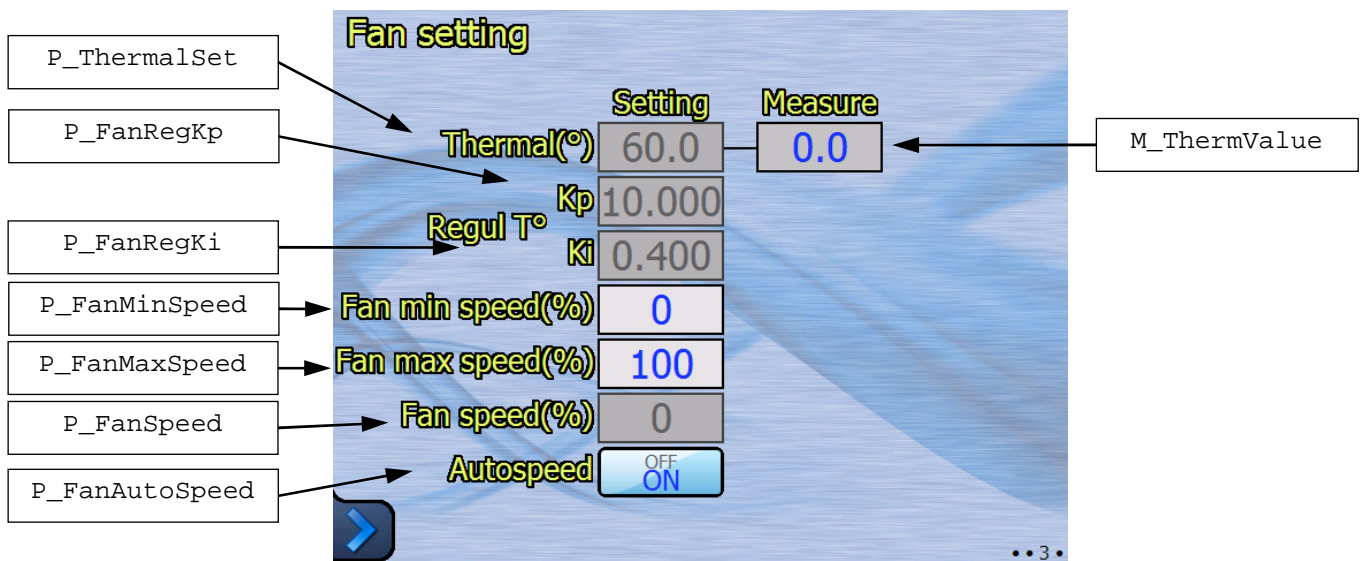 Fan setting
P_ThermalSet
Setting Measure
P_FanRegKp
Thermal(°) 60.0 0.0
M_ThermValue
Kp 10.000
Regul T°
P_FanRegKi
Ki 0.400
P_FanMinSpeed
Fan min speed(%) 0
P_FanMaxSpeed
Fan max speed(%) 100
P_FanSpeed
Fan speed(%) 0
P_FanAutoSpeed
Autospeed OFF
ON
••3•